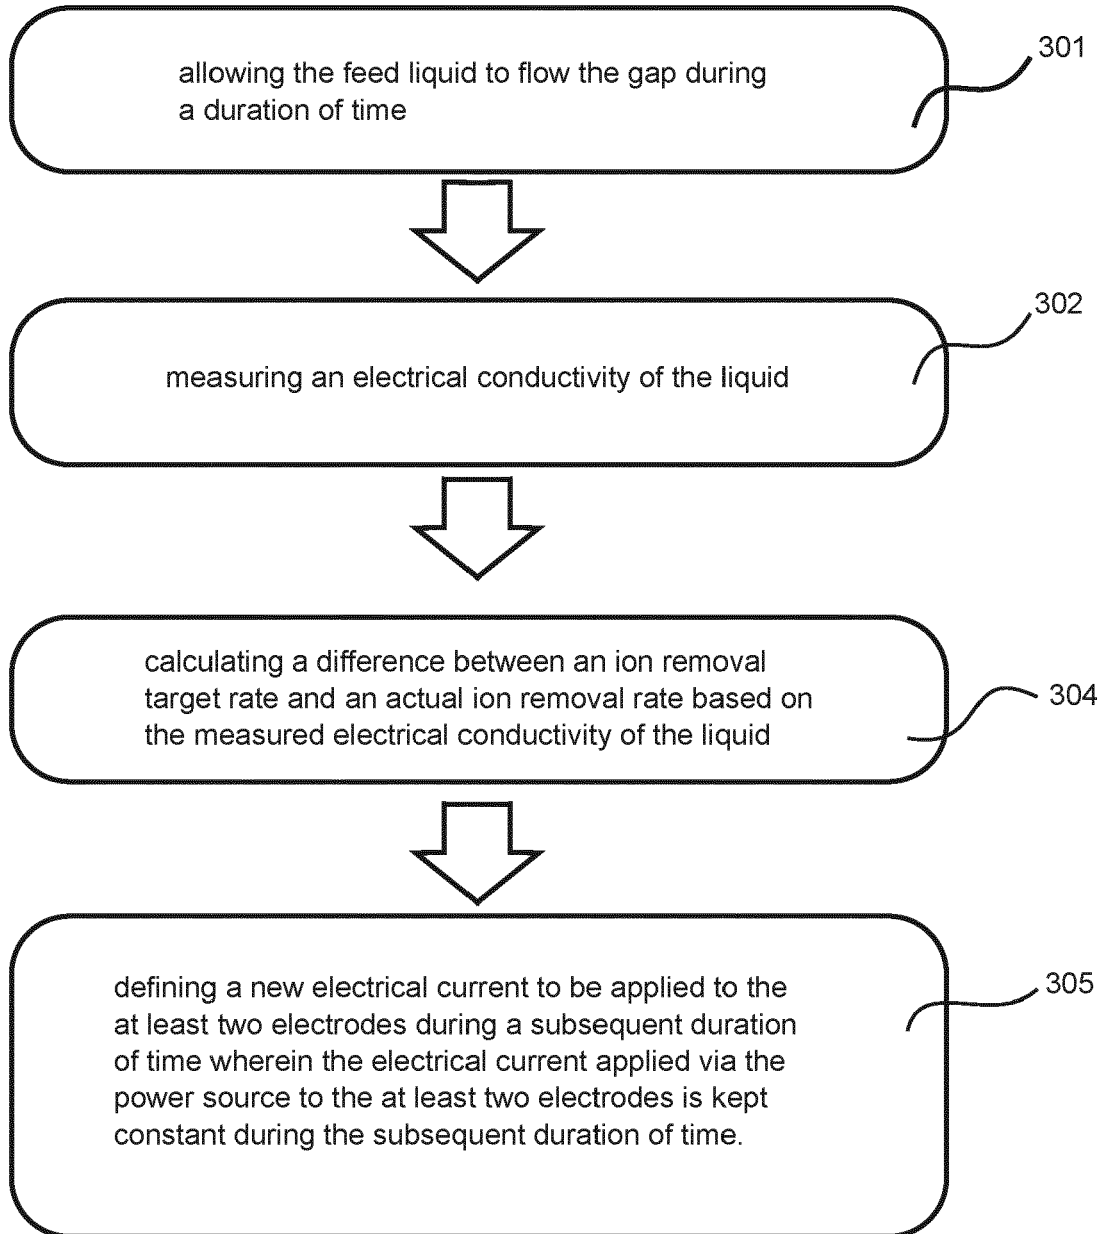 allowing the feed liquid to flow the gap during
a duration of time
301
measuring an electrical conductivity of the liquid
302
calculating a difference between an ion removal
target rate and an actual ion removal rate based on
the measured electrical conductivity of the liquid
304
defining a new electrical current to be applied to the
at least two electrodes during a subsequent duration
of time wherein the electrical current applied via the
power source to the at least two electrodes is kept
constant during the subsequent duration of time.
305